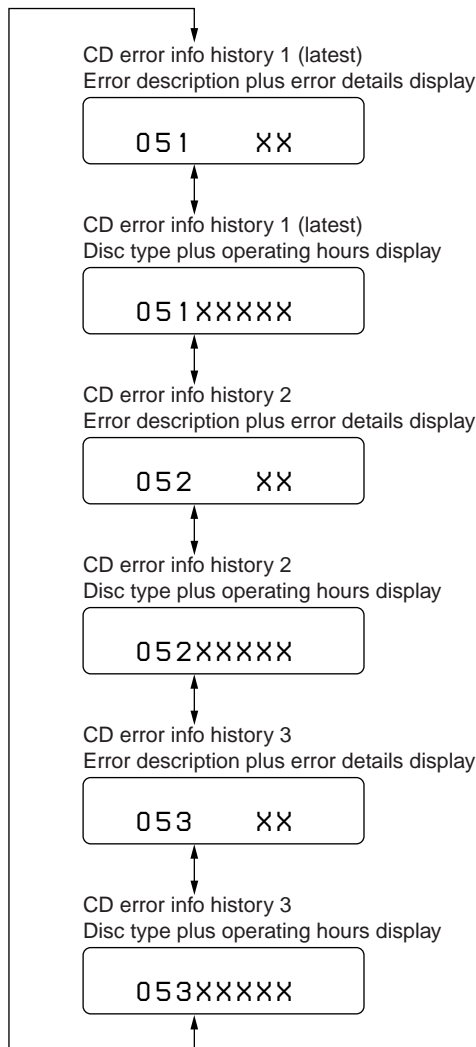 CD error info history 1 (latest)
Error description plus error details display
051 XX
CD error info history 1 (latest)
Disc type plus operating hours display
051XXXXX
CD error info history 2
Error description plus error details display
052 XX
CD error info history 2
Disc type plus operating hours display
052XXXXX
CD error info history 3
Error description plus error details display
053 XX
CD error info history 3
Disc type plus operating hours display
053XXXXX